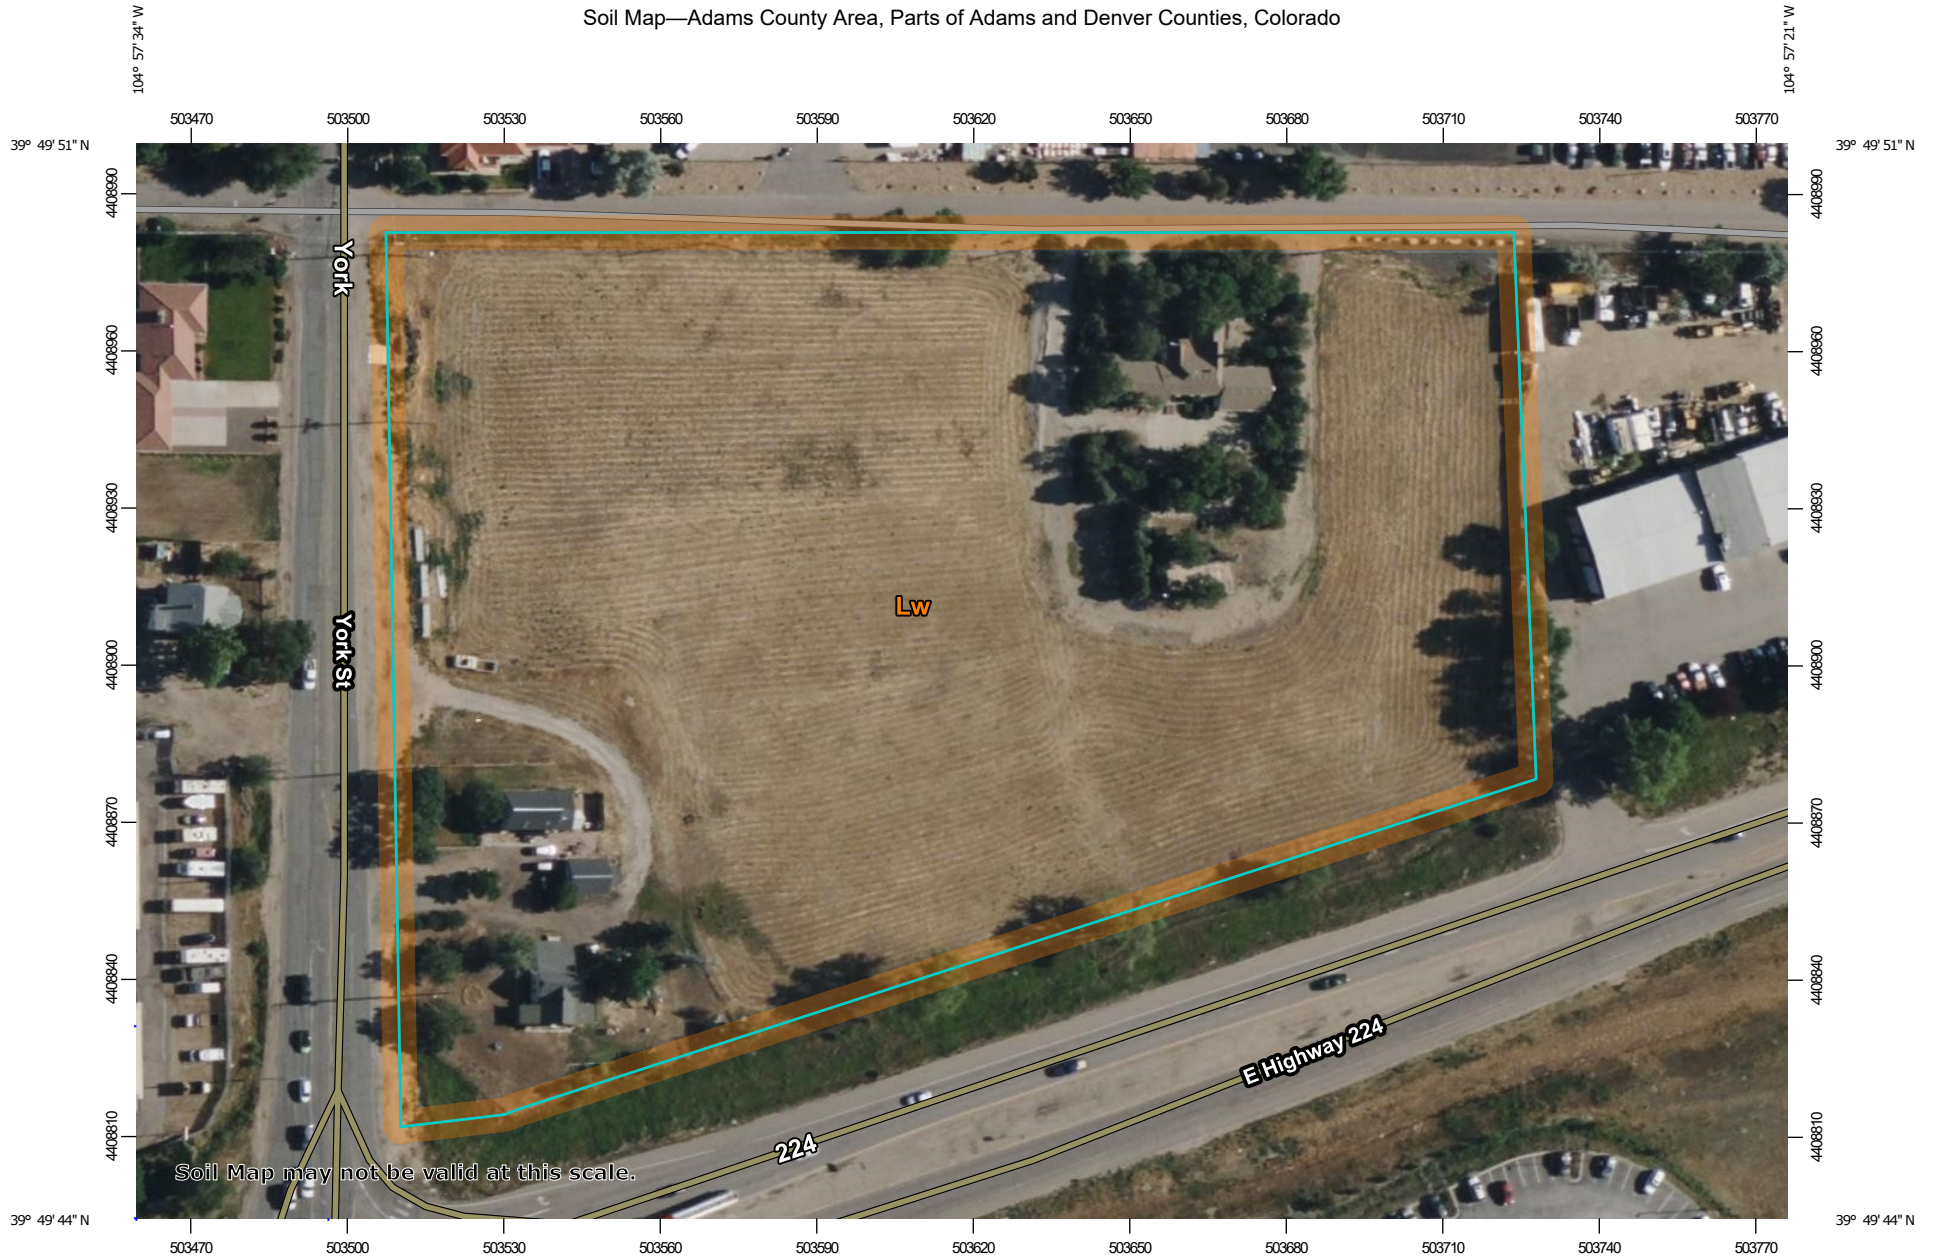 Soil Map—Adams County Area, Parts of Adams and Denver Counties, Colorado
104° 57' 34'' W
104° 57' 21'' W
503470 503500 503530 503560 503590 503620 503650 503680 503710 503740 503770
39° 49' 51'' N
39° 49' 51'' N
4408990
4408990
York
4408960
4408960
4408930
4408930
Lw
York St
4408900
4408900
4408870
4408870
4408840
4408840
E Highway 224
224
4408810
4408810
Soil Map may not be valid at this scale.
39° 49' 44'' N
39° 49' 44'' N
503470 503500 503530 503560 503590 503620 503650 503680 503710 503740 503770